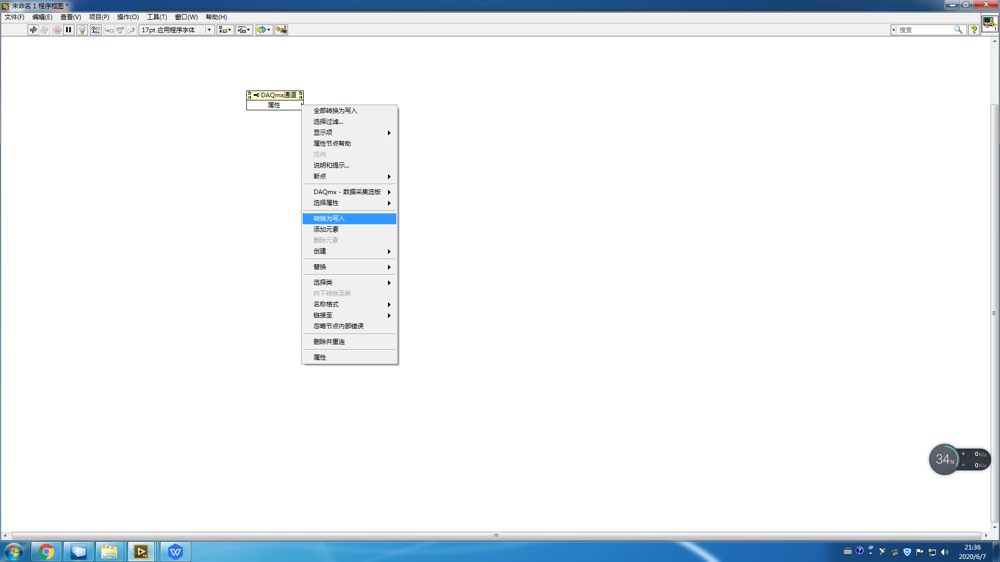 未命名 1 程序框图 *
文件(F) 编辑(E) 查看(V) 项目(P) 操作(O) 工具(T) 窗口(W) 帮助(H)
17pt 应用程序字体
搜索
DAQmx通道
属性
全部转换为写入
选择过滤...
显示项
属性节点帮助
范例
说明和提示...
断点
DAQmx - 数据采集选板
选择属性
转换为写入
添加元素
删除元素
创建
替换
选择类
向下转换至类
名称格式
链接至
忽略节点内部错误
删除并重连
属性
34%
0K/s
0K/s
21:36
2020/6/7